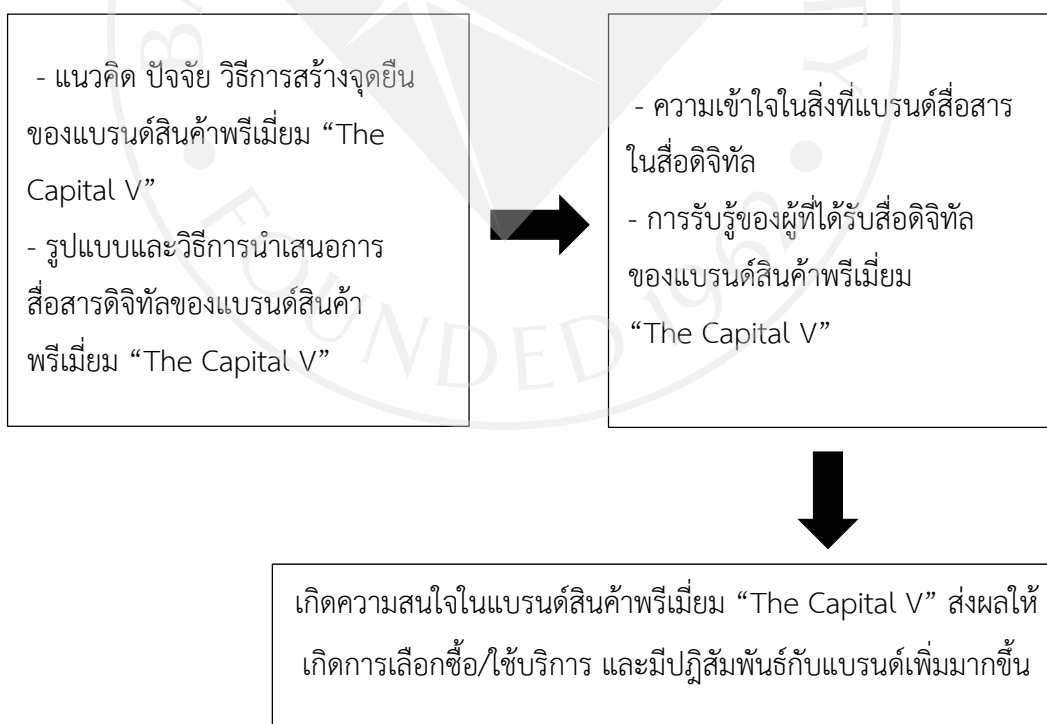 - แนวคิด ปัจจัย วิธีการสร้างจุดยืน
ของแบรนด์สินค้าพรีเมี่ยม “The
Capital V”
- รูปแบบและวิธีการนำเสนอการ
สื่อสารดิจิทัลของแบรนด์สินค้า
พรีเมี่ยม “The Capital V”
- ความเข้าใจในสิ่งที่แบรนด์สื่อสาร
ในสื่อดิจิทัล
- การรับรู้ของผู้ที่ได้รับสื่อดิจิทัล
ของแบรนด์สินค้าพรีเมี่ยม
“The Capital V”
เกิดความสนใจในแบรนด์สินค้าพรีเมี่ยม “The Capital V” ส่งผลให้
เกิดการเลือกซื้อ/ใช้บริการ และมีปฎิสัมพันธ์กับแบรนด์เพิ่มมากขึ้น
FOUNDED 1962